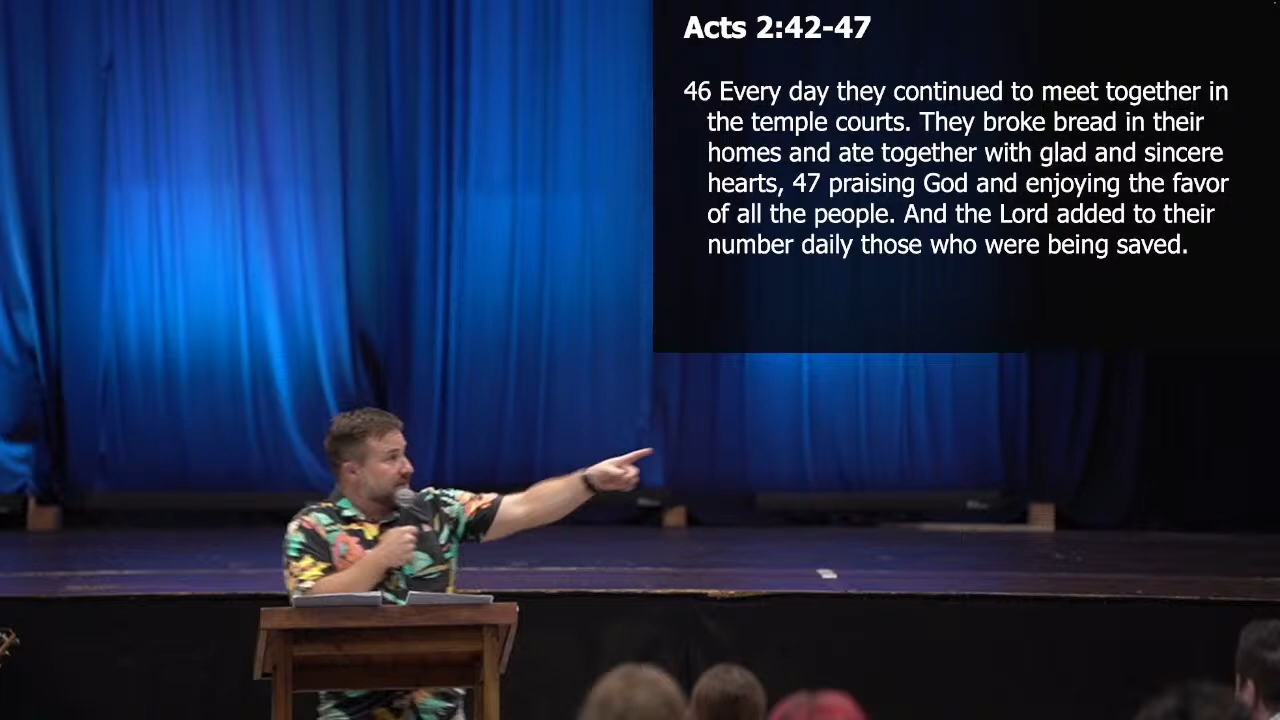 Acts 2:42-47
46 Every day they continued to meet together in
the temple courts. They broke bread in their
homes and ate together with glad and sincere
hearts, 47 praising God and enjoying the favor
of all the people. And the Lord added to their
number daily those who were being saved.